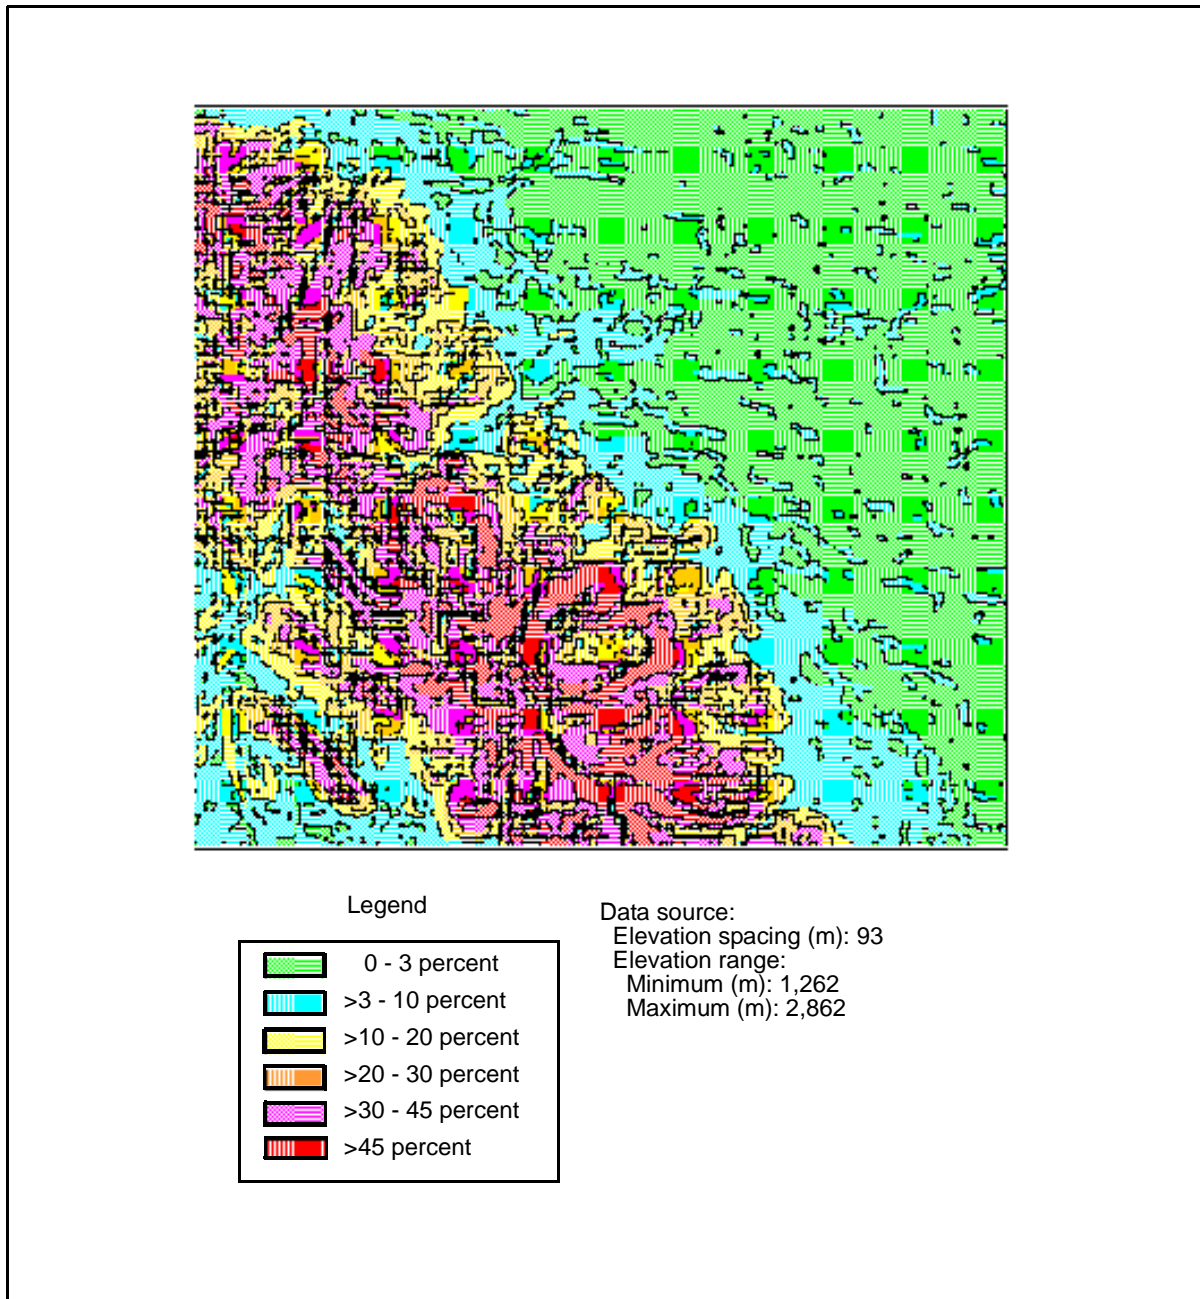 Legend
0 - 3 percent
>3 - 10 percent
>10 - 20 percent
>20 - 30 percent
>30 - 45 percent
>45 percent
Data source:
Elevation spacing (m): 93
Elevation range:
Minimum (m): 1,262
Maximum (m): 2,862